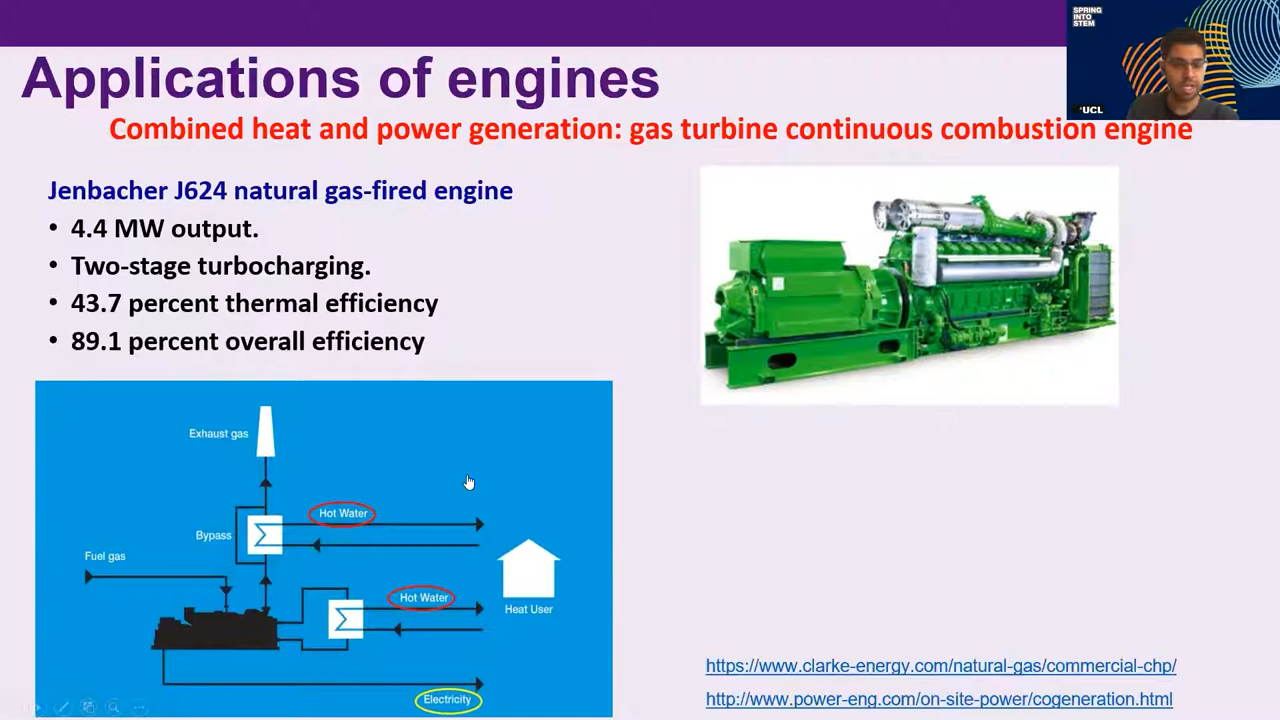 SPRING
INTO
STEM
UCL
Applications of engines
Combined heat and power generation: gas turbine continuous combustion engine
Jenbacher J624 natural gas-fired engine
• 4.4 MW output.
• Two-stage turbocharging.
• 43.7 percent thermal efficiency
• 89.1 percent overall efficiency
Exhaust gas
Hot Water
Bypass
Fuel gas
Hot Water
Heat User
Electricity
https://www.clarke-energy.com/natural-gas/commercial-chp/
http://www.power-eng.com/on-site-power/cogeneration.html